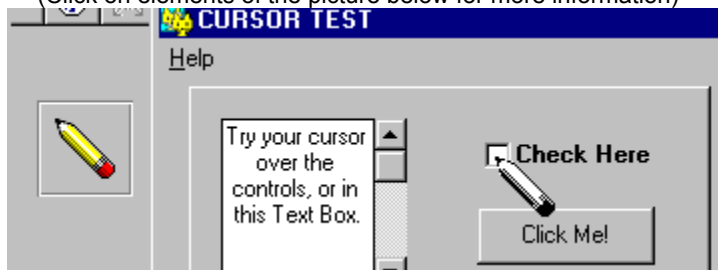 (Click on elements of the picture below for more information)
CURSOR TEST
Help
Try your cursor
over the
controls, or in
this Text Box.
Check Here
Click Me!